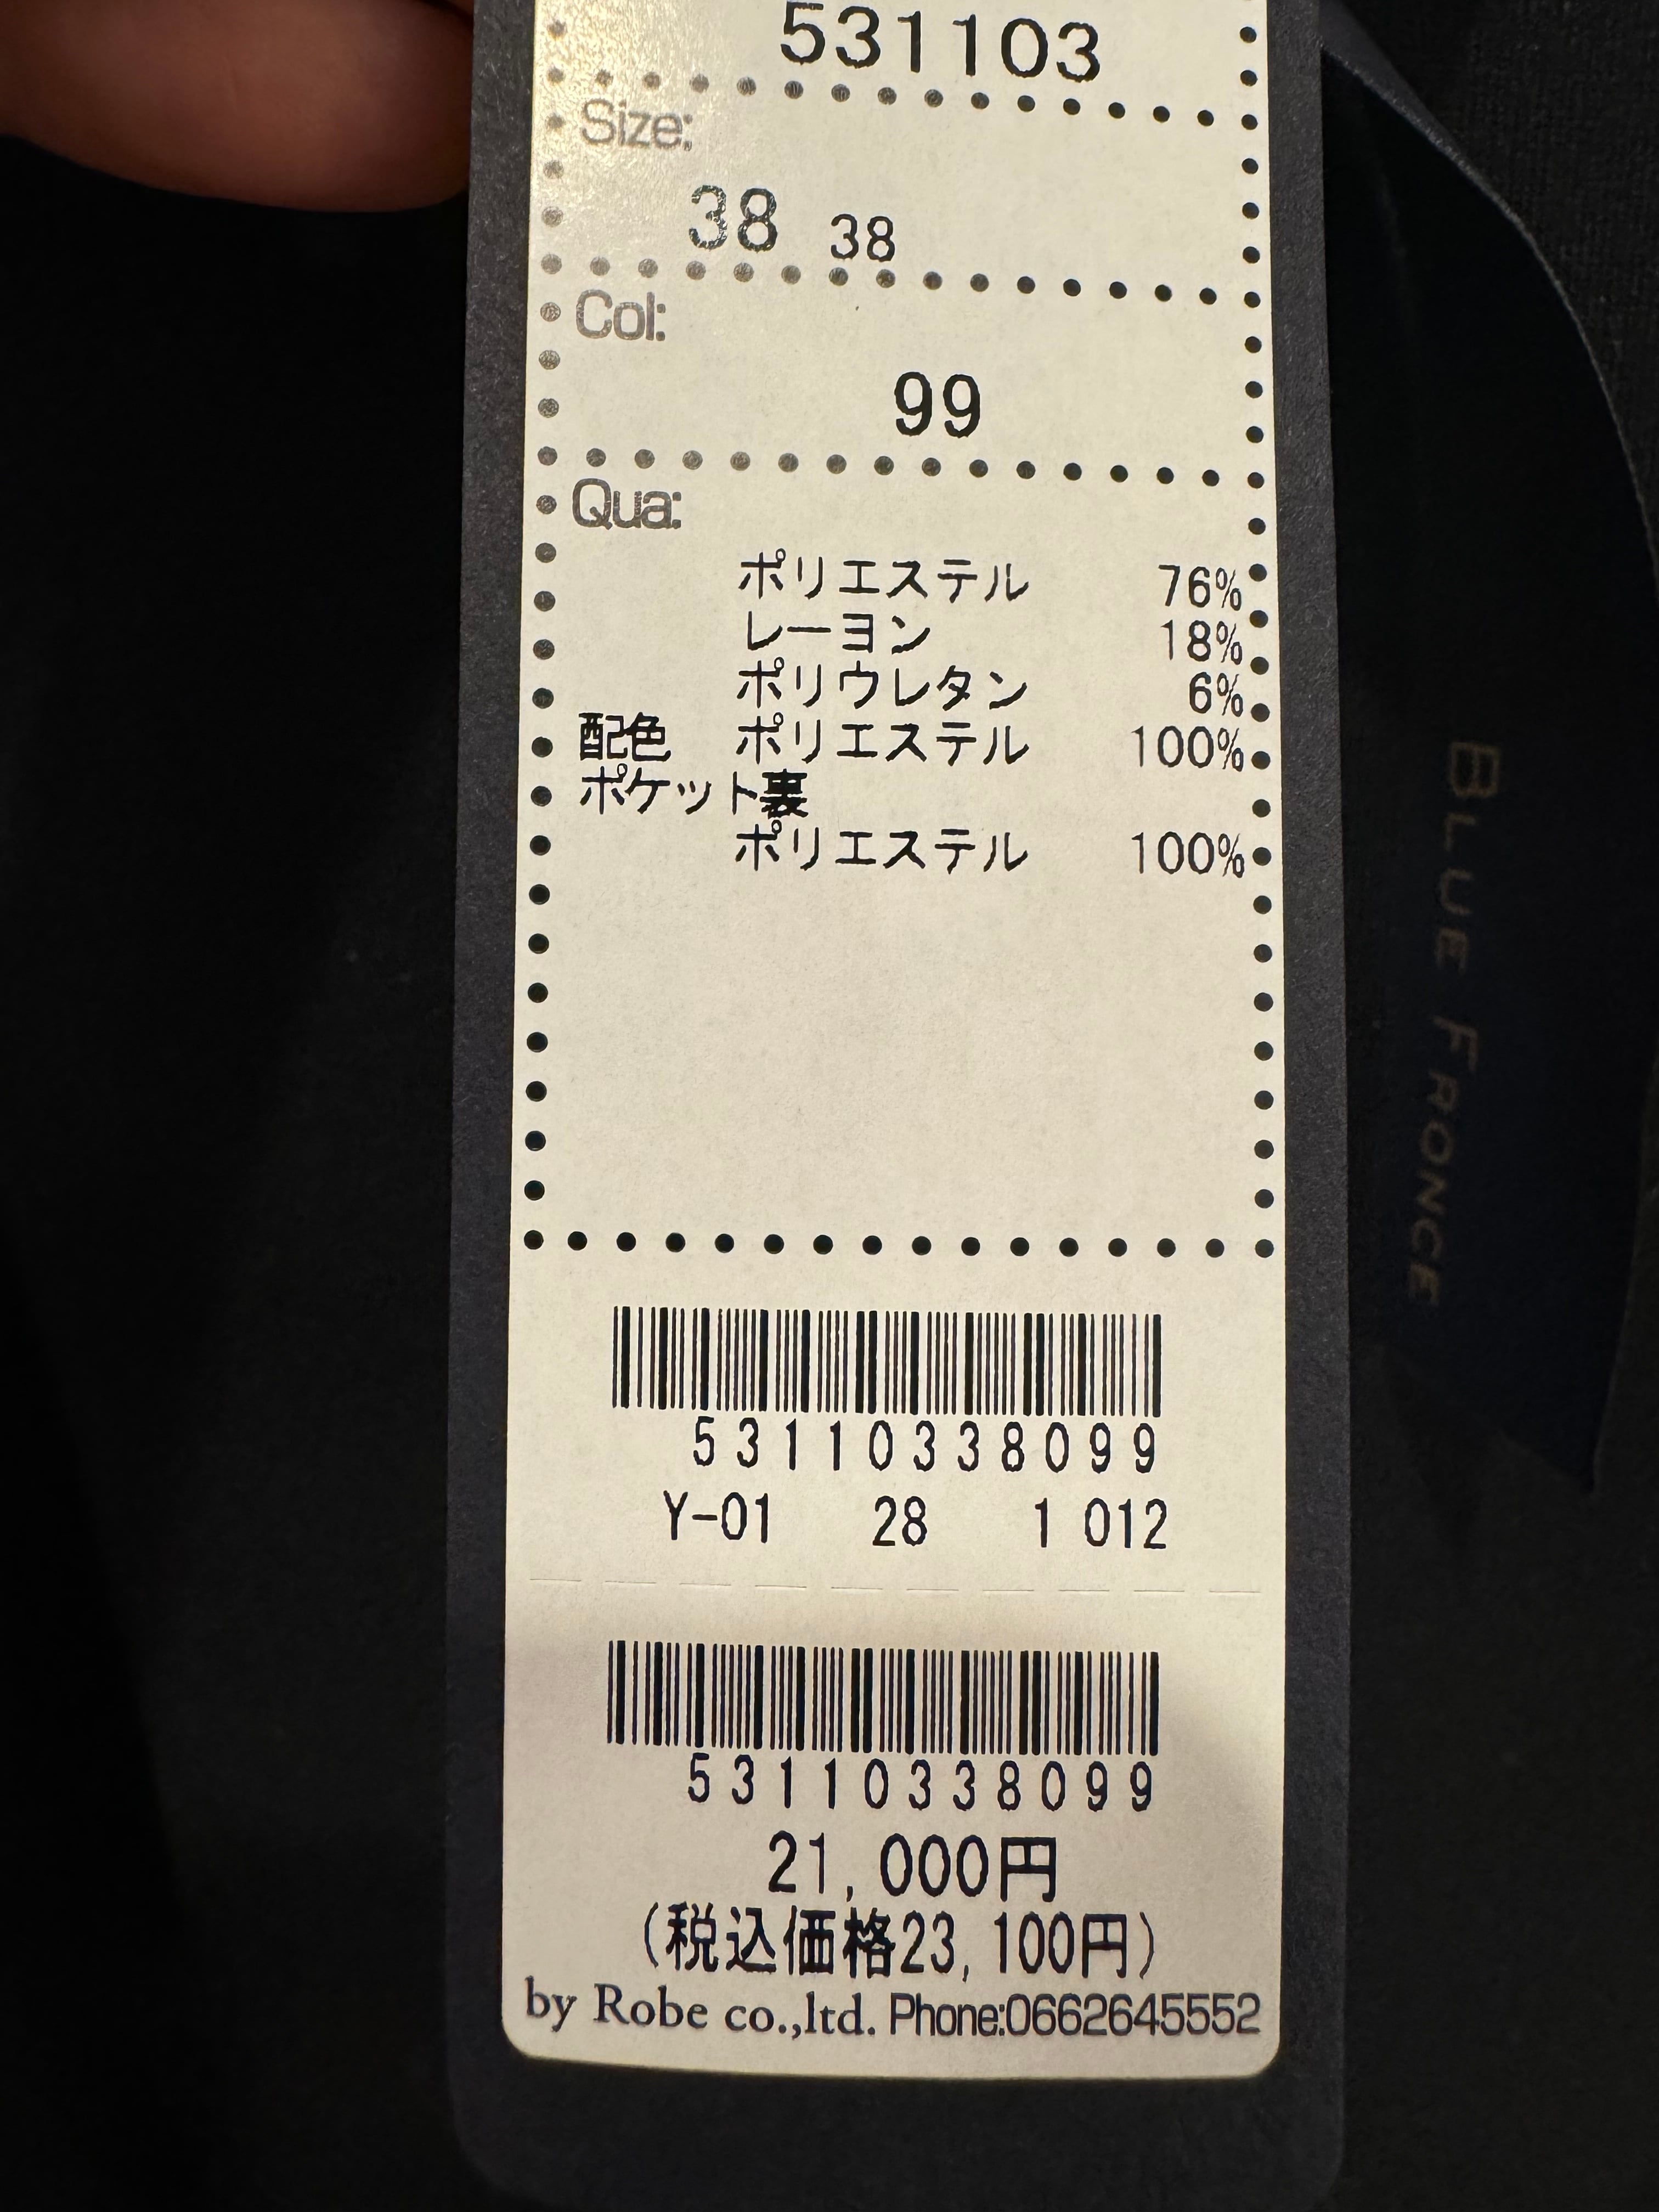 531103
Size:
38 38
Col:
99
Qua:
ポリエステル 76%
レーヨン 18%
ポリウレタン 6%
配色 ポリエステル 100%
ポケット裏
ポリエステル 100%
53110338099
Y-01 28 1 012
53110338099
21,000円
(税込価格23,100円)
by Robe co.,ltd. Phone:0662645552
BLUE FRONCE